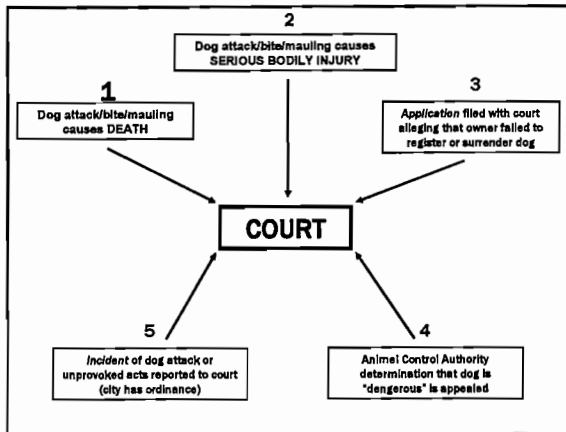 2
Dog attack/bite/mauling causes
SERIOUS BODILY INJURY
1
Dog attack/bite/mauling
causes DEATH
3
Application filed with court
alleging that owner failed to
register or surrender dog
COURT
5
Incident of dog attack or
unprovoked acts reported to court
(city has ordinance)
4
Animal Control Authority
determination that dog is
"dangerous" is appealed